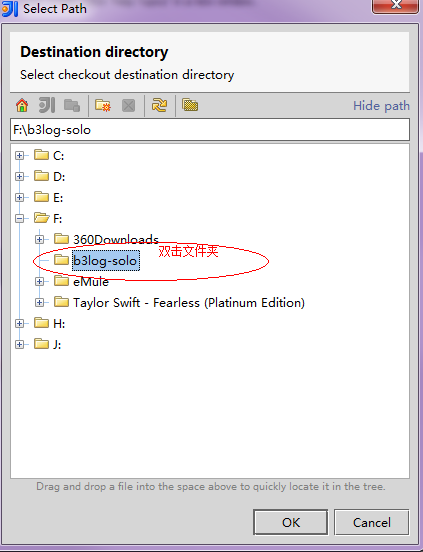 Select Path
Destination directory
Select checkout destination directory
Hide path
F:\b3log-solo
C:
D:
E:
F:
360Downloads
b3log-solo 双击文件夹
eMule
Taylor Swift - Fearless (Platinum Edition)
H:
J:
Drag and drop a file into the space above to quickly locate it in the tree.
OK Cancel